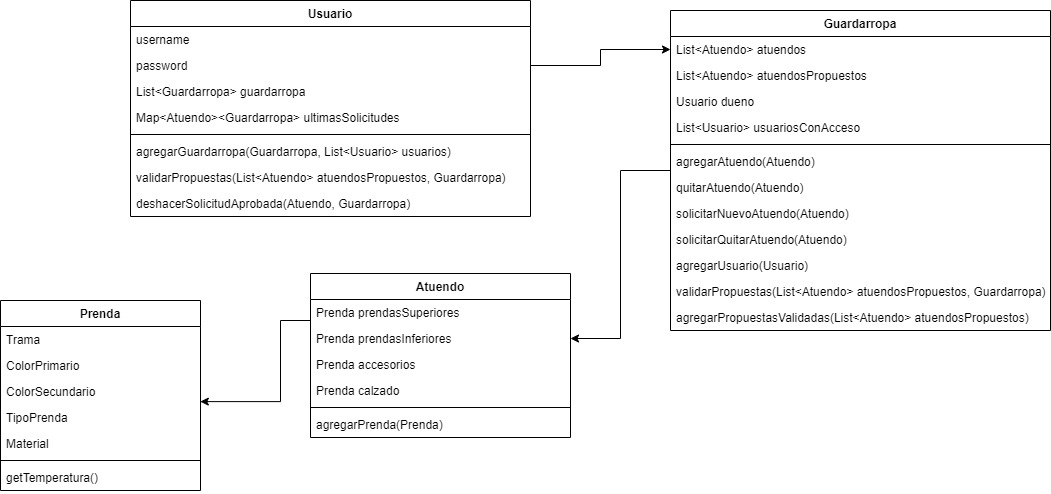 Usuario
username
password
List<Guardarropa> guardarropa
Map<Atuendo><Guardarropa> ultimasSolicitudes
agregarGuardarropa(Guardarropa, List<Usuario> usuarios)
validarPropuestas(List<Atuendo> atuendosPropuestos, Guardarropa)
deshacerSolicitudAprobada(Atuendo, Guardarropa)
Guardarropa
List<Atuendo> atuendos
List<Atuendo> atuendosPropuestos
Usuario dueno
List<Usuario> usuariosConAcceso
agregarAtuendo(Atuendo)
quitarAtuendo(Atuendo)
solicitarNuevoAtuendo(Atuendo)
solicitarQuitarAtuendo(Atuendo)
agregarUsuario(Usuario)
validarPropuestas(List<Atuendo> atuendosPropuestos, Guardarropa)
agregarPropuestasValidadas(List<Atuendo> atuendosPropuestos)
Atuendo
Prenda prendasSuperiores
Prenda prendasInferiores
Prenda accesorios
Prenda calzado
agregarPrenda(Prenda)
Prenda
Trama
ColorPrimario
ColorSecundario
TipoPrenda
Material
getTemperatura()